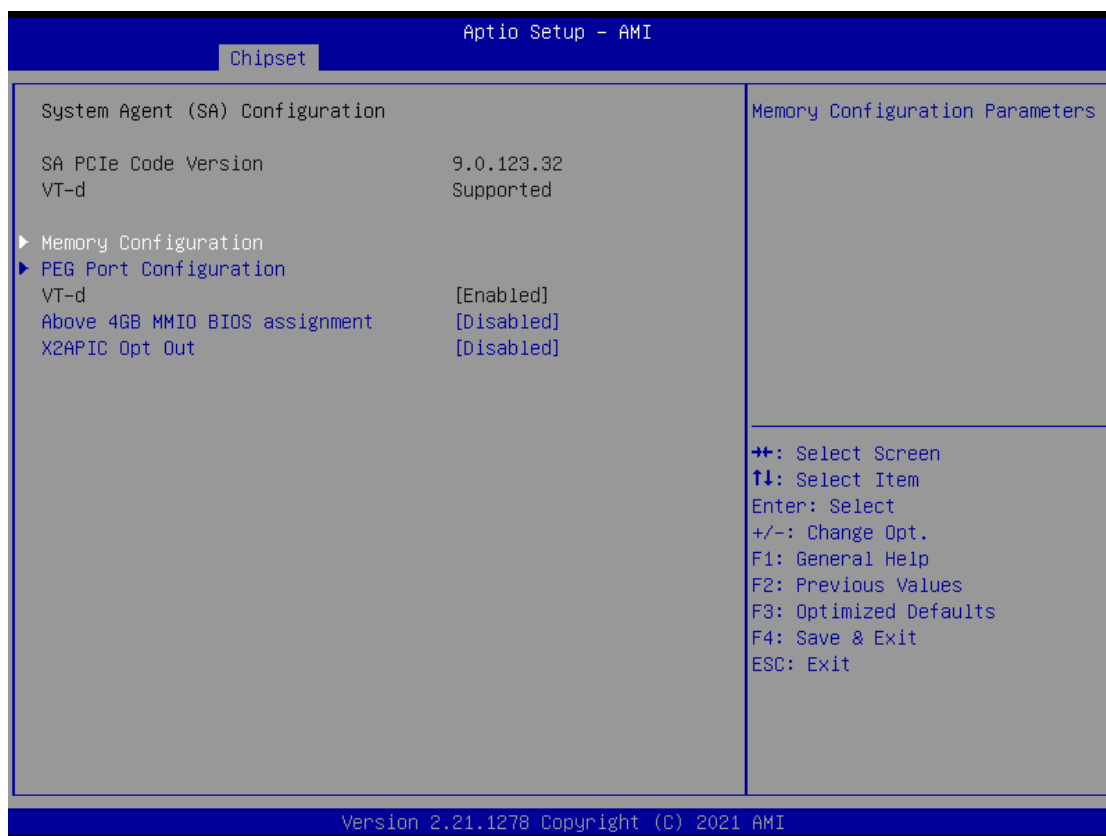 Aptio Setup – AMI
Chipset
System Agent (SA) Configuration
SA PCIe Code Version 9.0.123.32
VT-d Supported
Memory Configuration
PEG Port Configuration
VT-d [Enabled]
Above 4GB MMIO BIOS assignment [Disabled]
X2APIC Opt Out [Disabled]
Memory Configuration Parameters
→←: Select Screen
↑↓: Select Item
Enter: Select
+/-: Change Opt.
F1: General Help
F2: Previous Values
F3: Optimized Defaults
F4: Save & Exit
ESC: Exit
Version 2.21.1278 Copyright (C) 2021 AMI